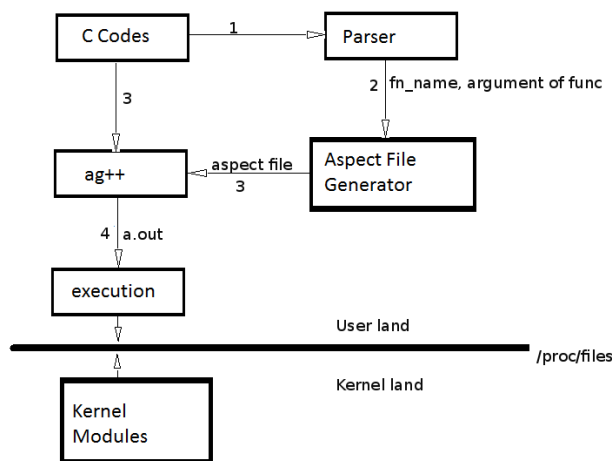 C Codes
1
Parser
3
2 fn_name, argument of func
ag++
aspect file
3
Aspect File
Generator
4 a.out
execution
User land
/proc/files
Kernel land
Kernel
Modules